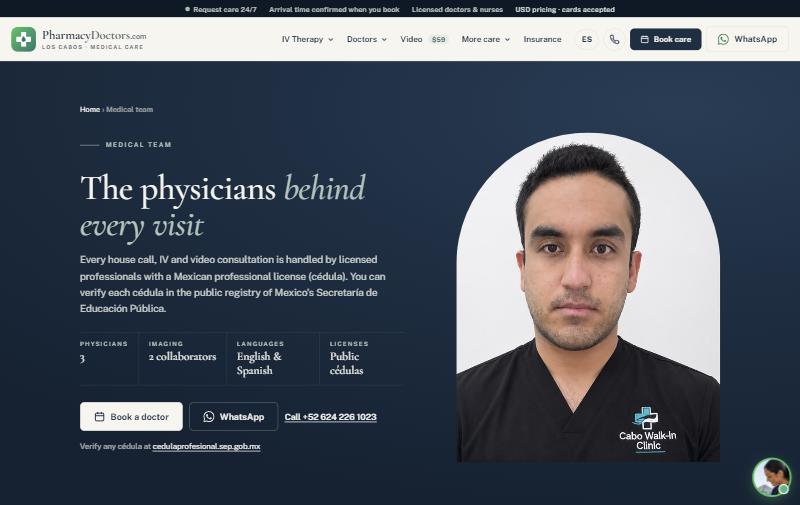 Request care 24/7 Arrival time confirmed when you book Licensed doctors & nurses USD pricing · cards accepted
PharmacyDoctors.com
LOS CABOS · MEDICAL CARE
IV Therapy Doctors Video $59 More care Insurance ES Book care WhatsApp
Home › Medical team
MEDICAL TEAM
The physicians behind
every visit
Every house call, IV and video consultation is handled by licensed
professionals with a Mexican professional license (cédula). You can
verify each cédula in the public registry of Mexico's Secretaría de
Educación Pública.
PHYSICIANS IMAGING LANGUAGES LICENSES
3 2 collaborators English & Public
Spanish cédulas
Book a doctor WhatsApp Call +52 624 226 1023
Verify any cédula at cedulaprofesional.sep.gob.mx
Cabo Walk-In
Clinic